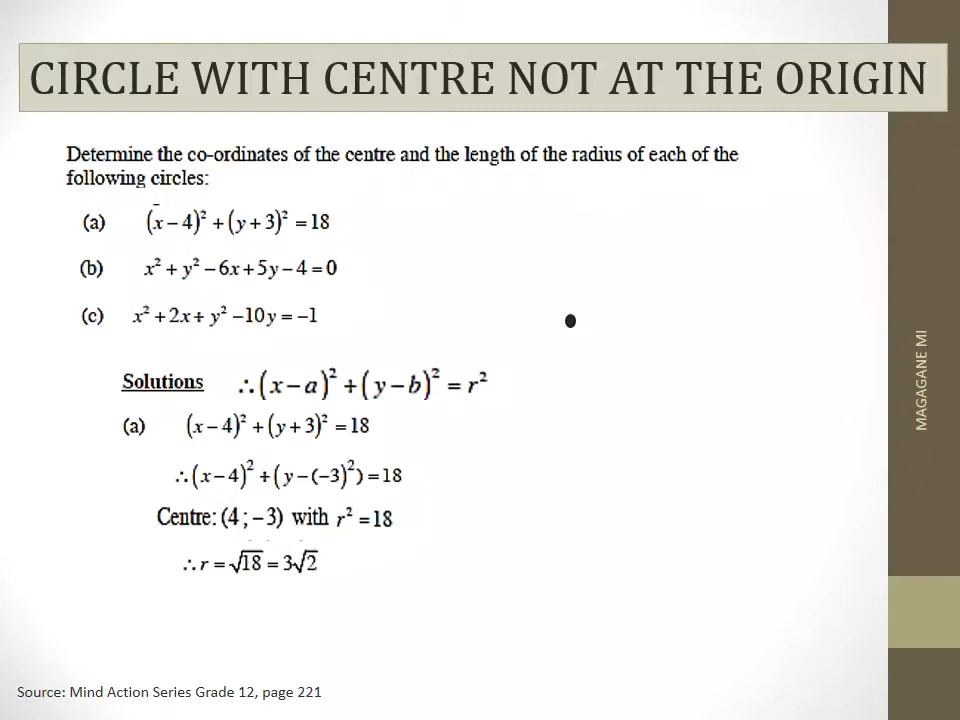 CIRCLE WITH CENTRE NOT AT THE ORIGIN
Determine the co-ordinates of the centre and the length of the radius of each of the
following circles:
(a) (x − 4)² + (y + 3)² = 18
(b) x² + y² − 6x + 5y − 4 = 0
(c) x² + 2x + y² − 10y = −1
Solutions ∴ (x − a)² + (y − b)² = r²
(a) (x − 4)² + (y + 3)² = 18
∴ (x − 4)² + (y − (−3)²) = 18
Centre: (4 ; − 3) with r² = 18
∴ r = √18 = 3√2
MAGAGANE MI
Source: Mind Action Series Grade 12, page 221